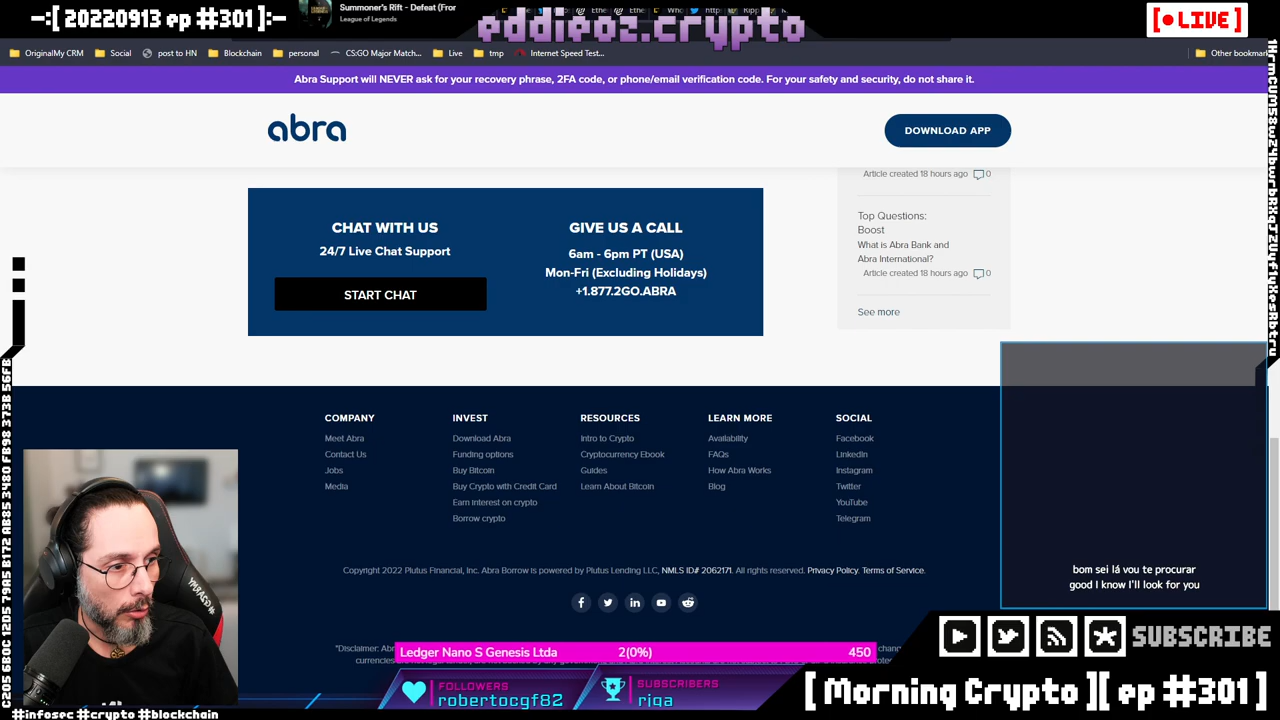 -:[ 20220913 ep #301 ]:-
Summoner's Rift - Defeat (Fror
League of Legends
eddieoz.crypto
[ ● LIVE ]
OriginalMy CRM
Social
post to HN
Blockchain
personal
CS:GO Major Match...
Live
tmp
Internet Speed Test...
Other bookmar
Abra Support will NEVER ask for your recovery phrase, 2FA code, or phone/email verification code. For your safety and security, do not share it.
abra
DOWNLOAD APP
Article created 18 hours ago 0
CHAT WITH US
24/7 Live Chat Support
START CHAT
GIVE US A CALL
6am - 6pm PT (USA)
Mon-Fri (Excluding Holidays)
+1.877.2GO.ABRA
Top Questions:
Boost
What is Abra Bank and
Abra International?
Article created 18 hours ago 0
See more
COMPANY
Meet Abra
Contact Us
Jobs
Media
INVEST
Download Abra
Funding options
Buy Bitcoin
Buy Crypto with Credit Card
Earn interest on crypto
Borrow crypto
RESOURCES
Intro to Crypto
Cryptocurrency Ebook
Guides
Learn About Bitcoin
LEARN MORE
Availability
FAQs
How Abra Works
Blog
SOCIAL
Facebook
LinkedIn
Instagram
Twitter
YouTube
Telegram
Copyright 2022 Plutus Financial, Inc. Abra Borrow is powered by Plutus Lending LLC, NMLS ID# 2062171. All rights reserved. Privacy Policy. Terms of Service.
bom sei lá vou te procurar
good I know I'll look for you
"Disclaimer: Abr
Ledger Nano S Genesis Ltda 2(0%) 450
FOLLOWERS
robertocgf82
SUBSCRIBERS
riga
SUBSCRIBE
[ Morning Crypto ][ ep #301 ]
#infosec #crypto #blockchain